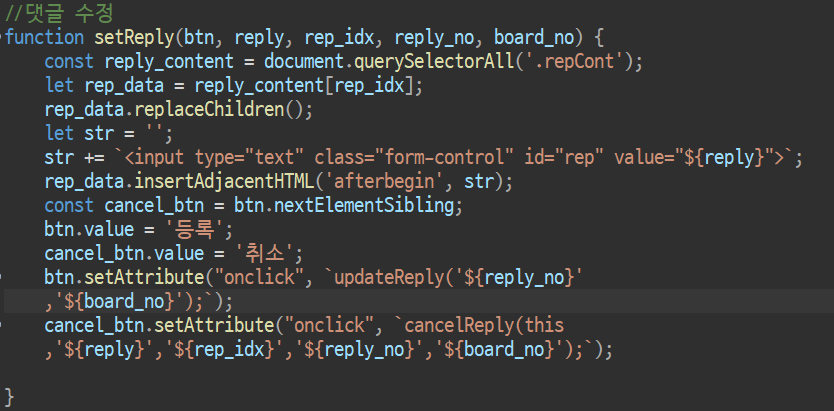 //댓글 수정
function setReply(btn, reply, rep_idx, reply_no, board_no) {
    const reply_content = document.querySelectorAll('.repCont');
    let rep_data = reply_content[rep_idx];
    rep_data.replaceChildren();
    let str = '';
    str += `<input type="text" class="form-control" id="rep" value="${reply}">`;
    rep_data.insertAdjacentHTML('afterbegin', str);
    const cancel_btn = btn.nextElementSibling;
    btn.value = '등록';
    cancel_btn.value = '취소';
    btn.setAttribute("onclick", `updateReply('${reply_no}'
    ,'${board_no}');`);
    cancel_btn.setAttribute("onclick", `cancelReply(this
    ,'${reply}','${rep_idx}','${reply_no}','${board_no}');`);
}